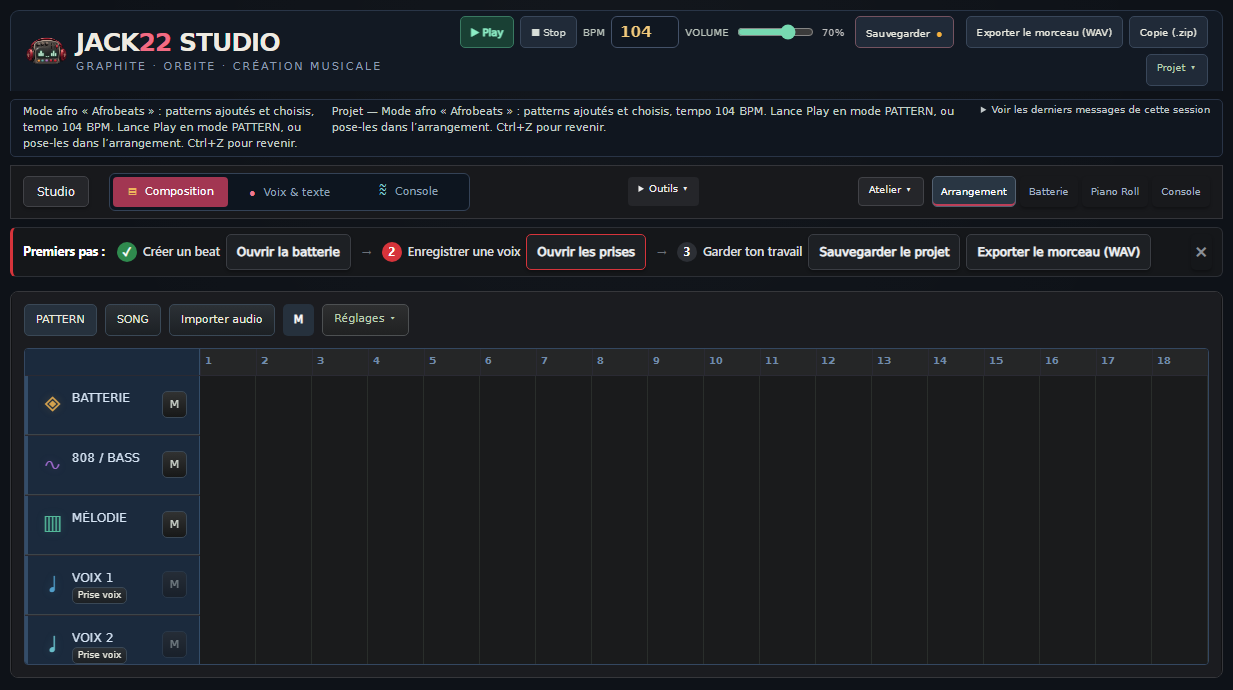 JACK22 STUDIO
GRAPHITE · ORBITE · CRÉATION MUSICALE
▶ Play
■ Stop
BPM
104
VOLUME
70%
Sauvegarder ●
Exporter le morceau (WAV)
Copie (.zip)
Projet ▾
Mode afro « Afrobeats » : patterns ajoutés et choisis,
tempo 104 BPM. Lance Play en mode PATTERN, ou
pose-les dans l’arrangement. Ctrl+Z pour revenir.
Projet — Mode afro « Afrobeats » : patterns ajoutés et choisis, tempo 104 BPM. Lance Play en mode PATTERN, ou
pose-les dans l’arrangement. Ctrl+Z pour revenir.
▶ Voir les derniers messages de cette session
Studio
Composition
Voix & texte
Console
▶ Outils ▾
Atelier ▾
Arrangement
Batterie
Piano Roll
Console
Premiers pas :
✓ Créer un beat
Ouvrir la batterie
→
2 Enregistrer une voix
Ouvrir les prises
→
3 Garder ton travail
Sauvegarder le projet
Exporter le morceau (WAV)
✕
PATTERN
SONG
Importer audio
M
Réglages ▾
1 2 3 4 5 6 7 8 9 10 11 12 13 14 15 16 17 18
BATTERIE
M
808 / BASS
M
MÉLODIE
M
VOIX 1
Prise voix
M
VOIX 2
Prise voix
M